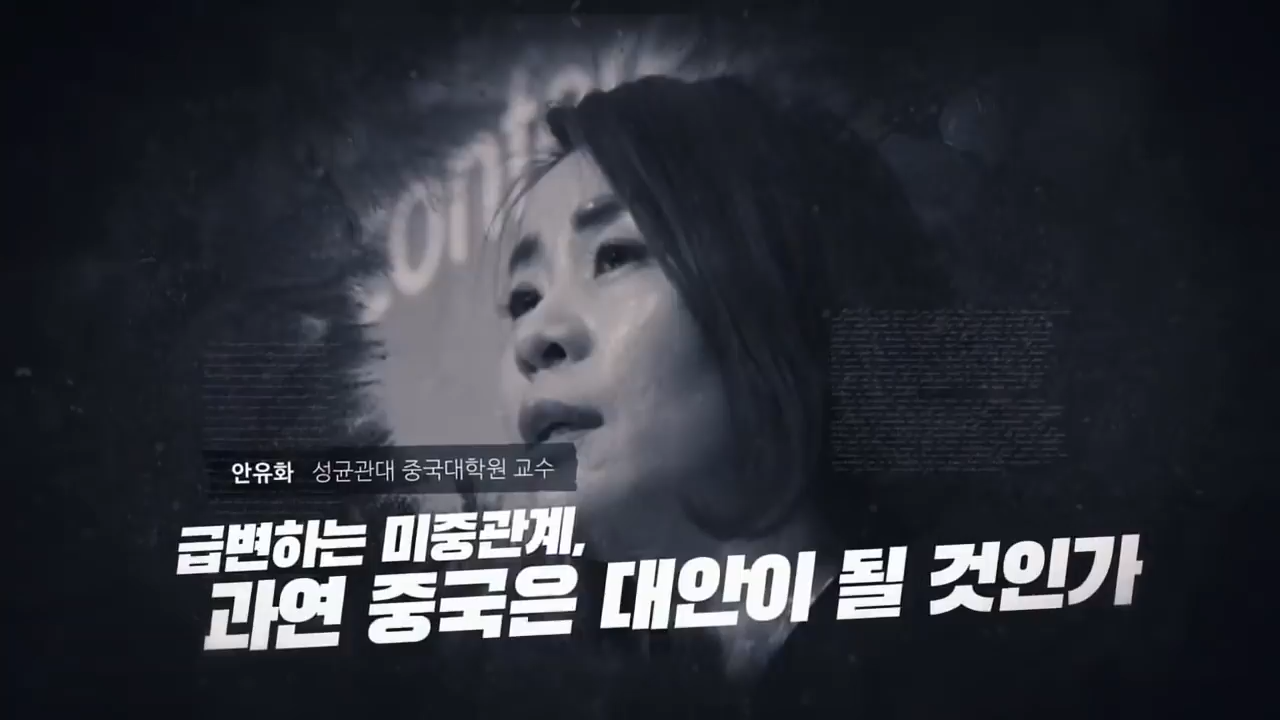 안유화 성균관대 중국대학원 교수
급변하는 미중관계,
과연 중국은 대안이 될 것인가